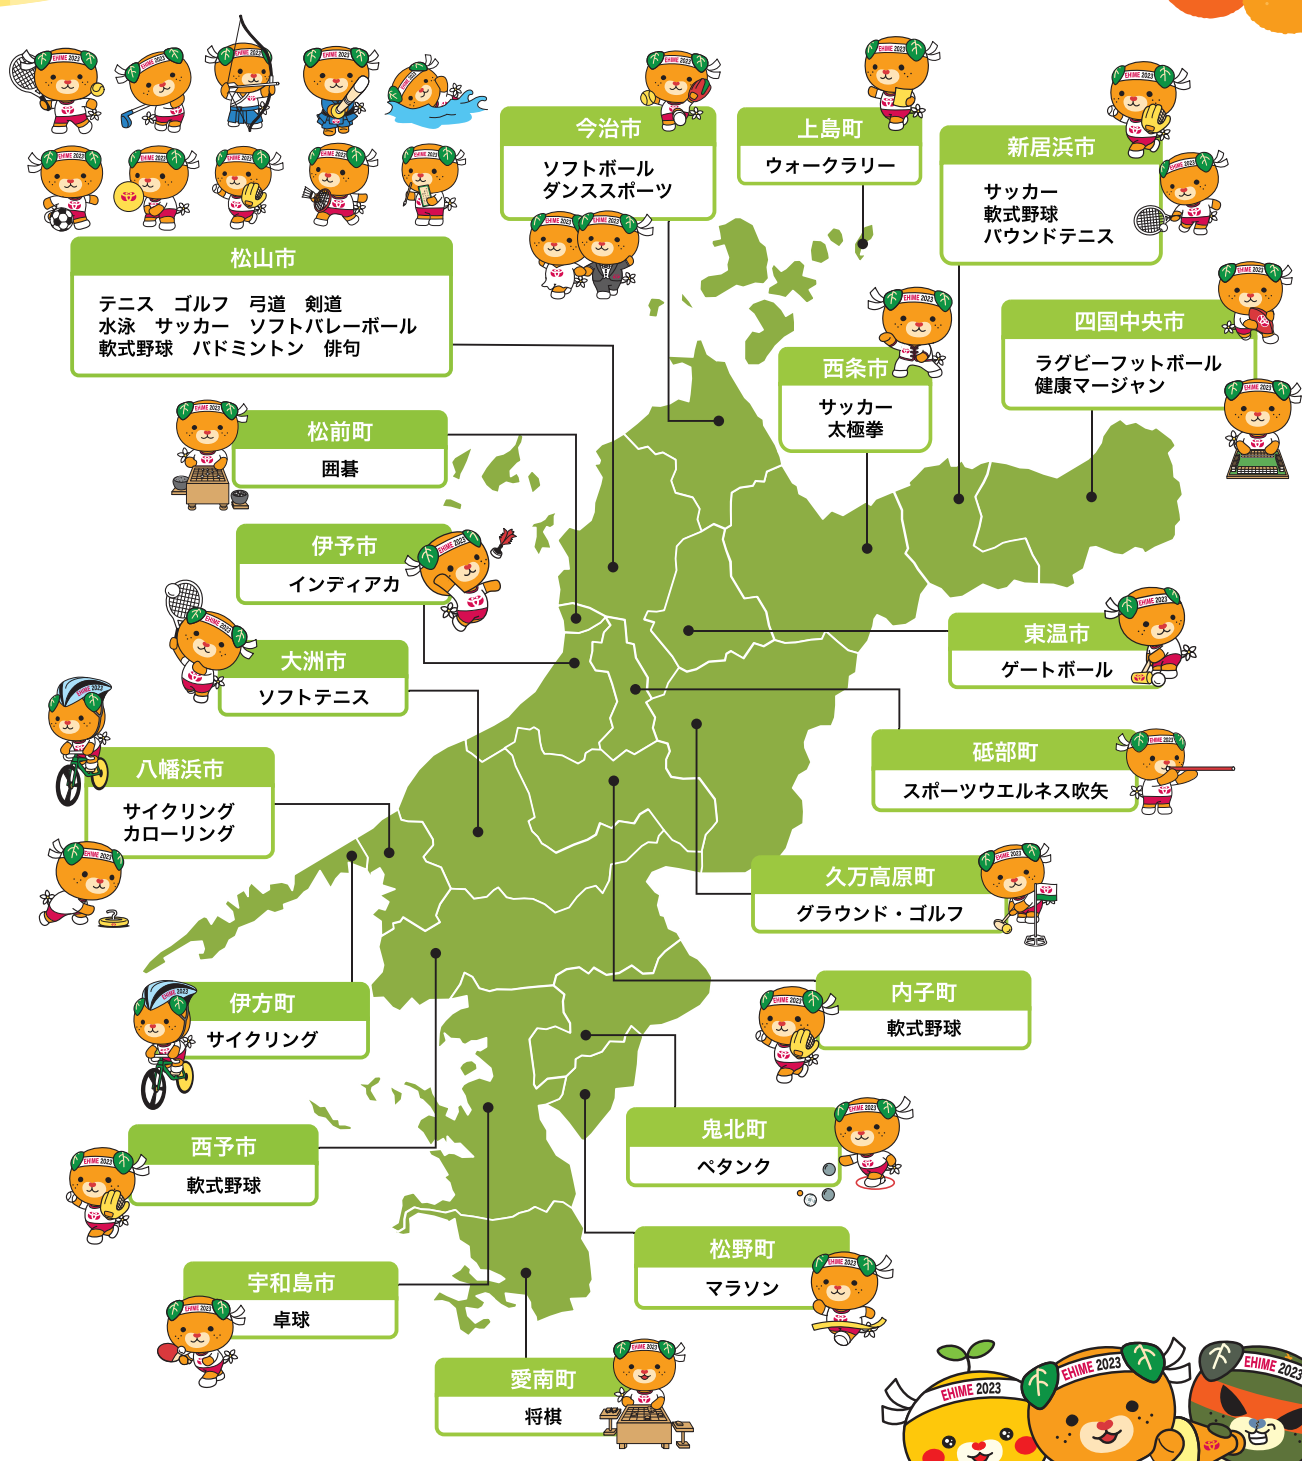 今治市
ソフトボール
ダンススポーツ
上島町
ウォークラリー
新居浜市
サッカー
軟式野球
バウンドテニス
松山市
テニス　ゴルフ　弓道　剣道
水泳　サッカー　ソフトバレーボール
軟式野球　バドミントン　俳句
四国中央市
ラグビーフットボール
健康マージャン
西条市
サッカー
太極拳
松前町
囲碁
伊予市
インディアカ
大洲市
ソフトテニス
東温市
ゲートボール
砥部町
スポーツウエルネス吹矢
八幡浜市
サイクリング
カローリング
久万高原町
グラウンド・ゴルフ
伊方町
サイクリング
内子町
軟式野球
西予市
軟式野球
鬼北町
ペタンク
松野町
マラソン
宇和島市
卓球
愛南町
将棋
EHIME 2023
EHIME 2023
EHIME 2023